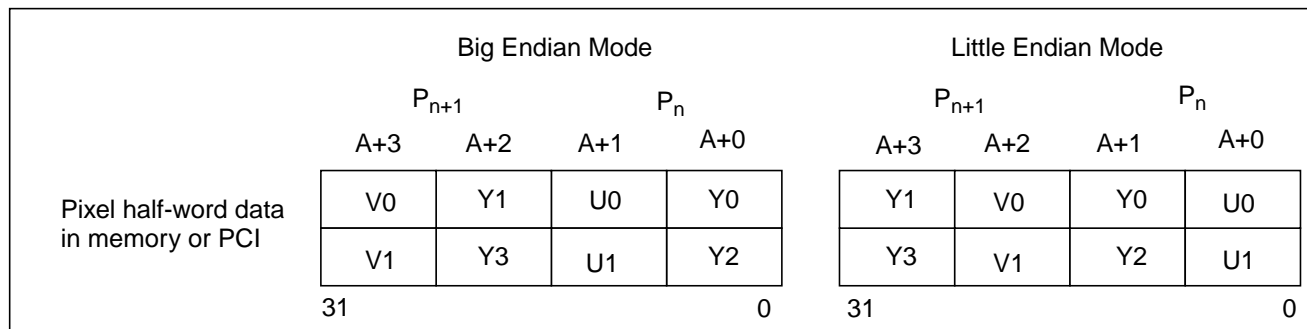 Big Endian Mode Little Endian Mode
Pn+1 Pn Pn+1 Pn
A+3 A+2 A+1 A+0 A+3 A+2 A+1 A+0
Pixel half-word data V0 Y1 U0 Y0 Y1 V0 Y0 U0
in memory or PCI V1 Y3 U1 Y2 Y3 V1 Y2 U1
31 0 31 0